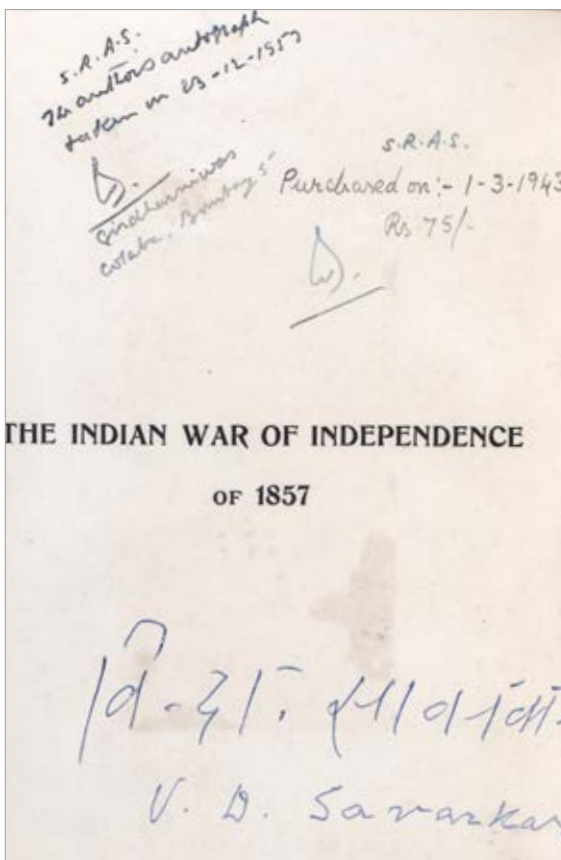 S.R.A.S.
The authors autograph
taken on 23-12-1957
Colaba, Bombay 5
S.R.A.S.
Purchased on:- 1-3-1943
Rs 75/-
THE INDIAN WAR OF INDEPENDENCE
OF 1857
वि. दा. सावरकर
V. D. Savarkar